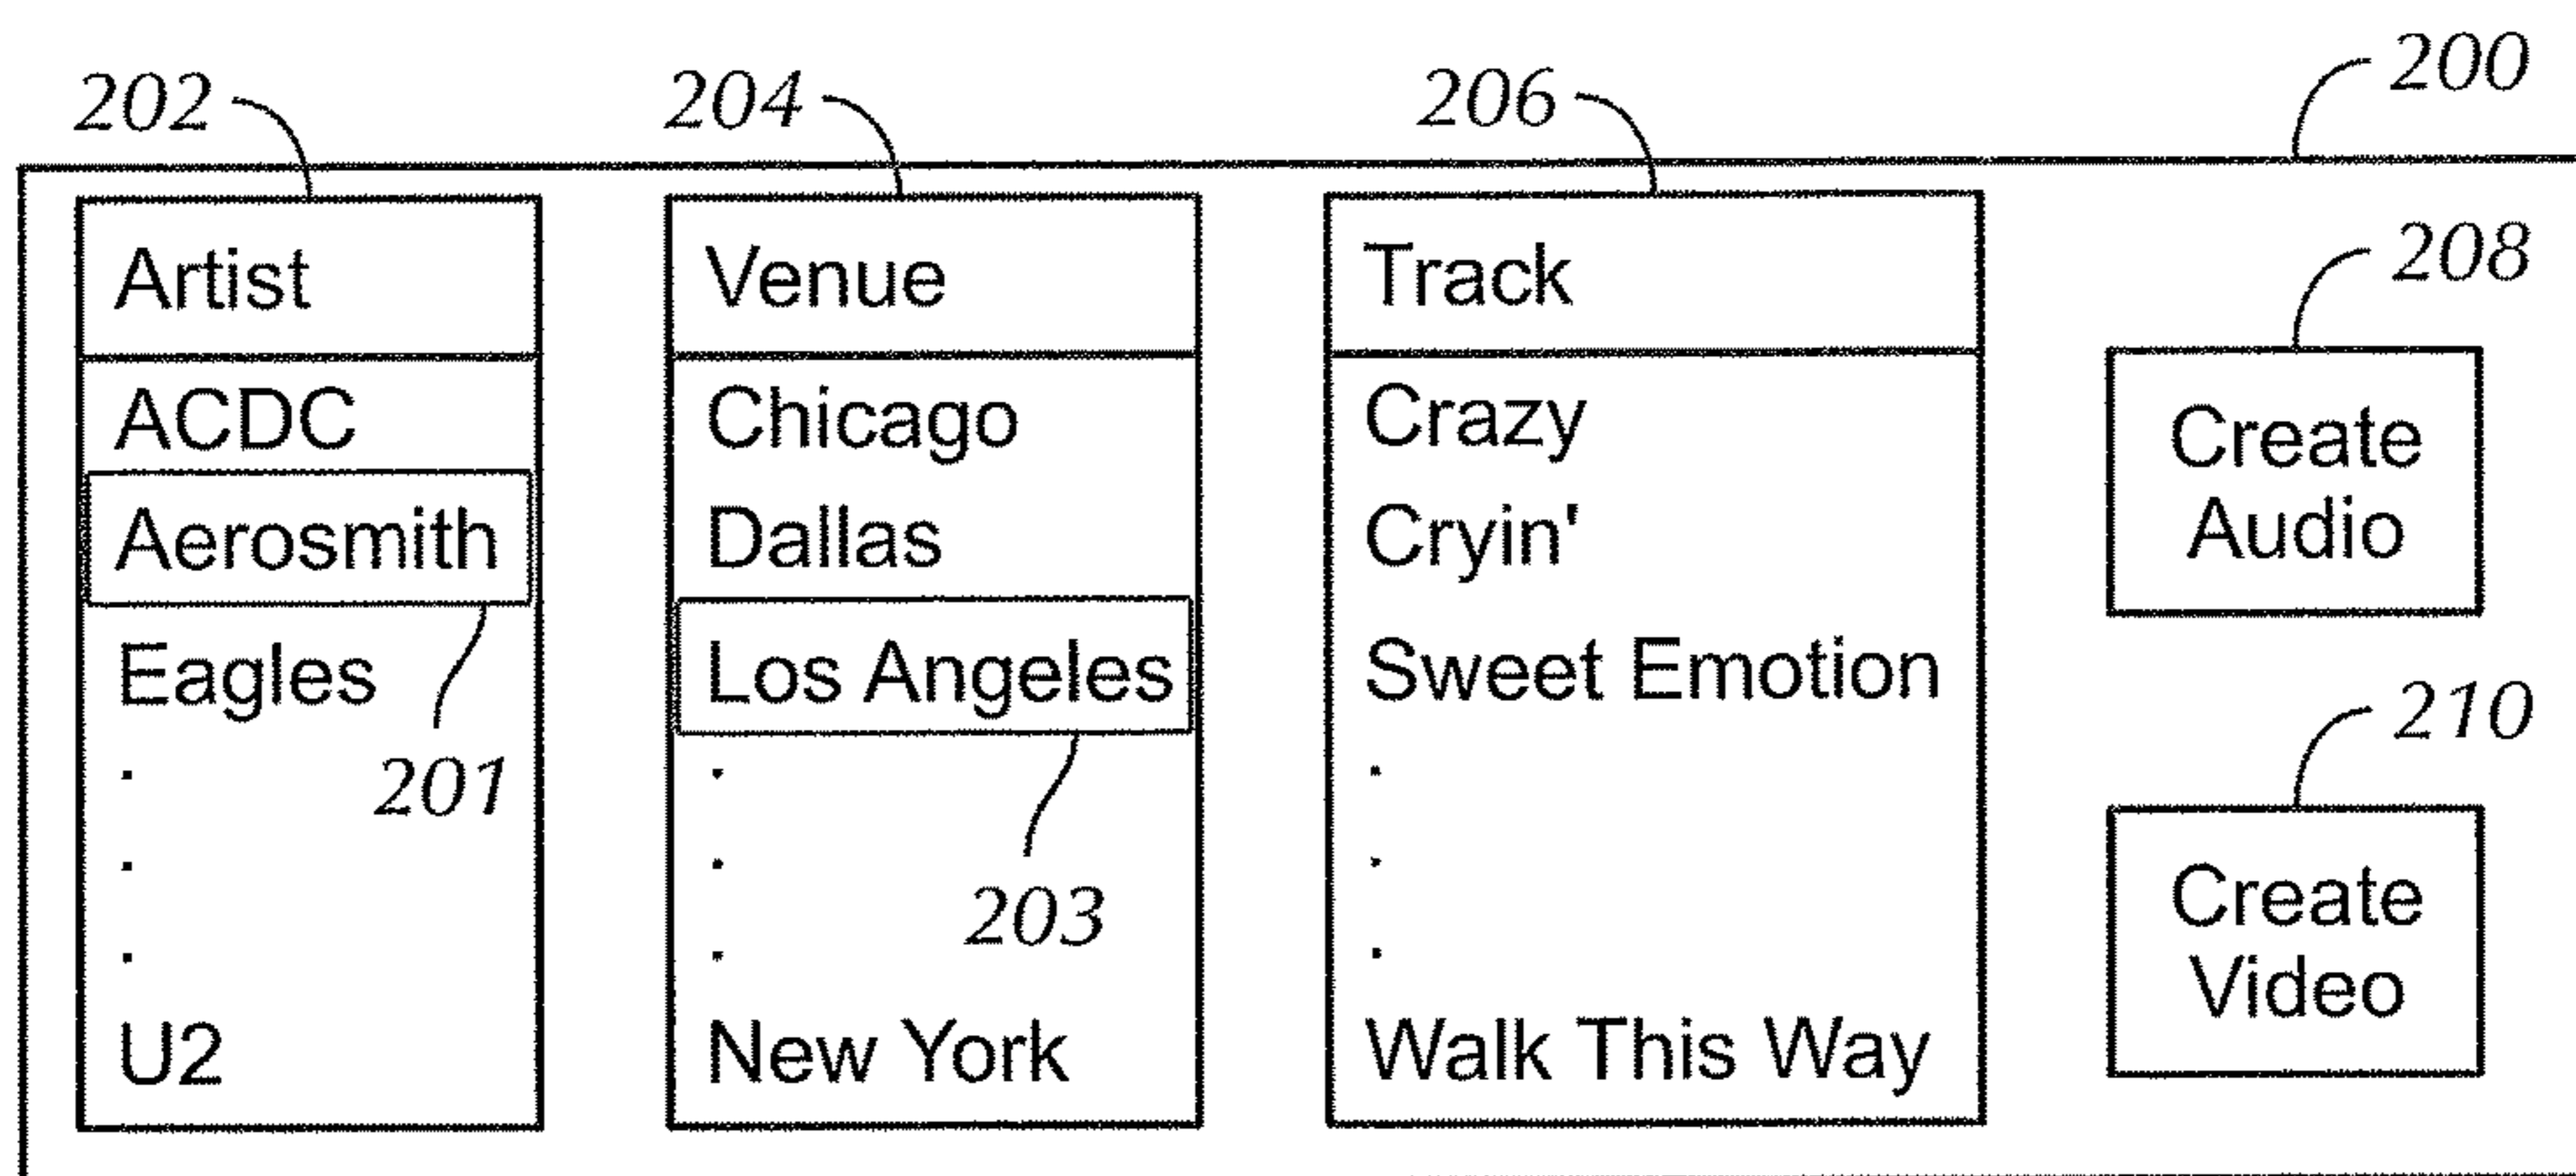 200
202
204
206
Artist
ACDC
Aerosmith
Eagles
.
.
.
U2
201
Venue
Chicago
Dallas
Los Angeles
.
.
.
New York
203
Track
Crazy
Cryin'
Sweet Emotion
.
.
.
Walk This Way
208
Create
Audio
210
Create
Video